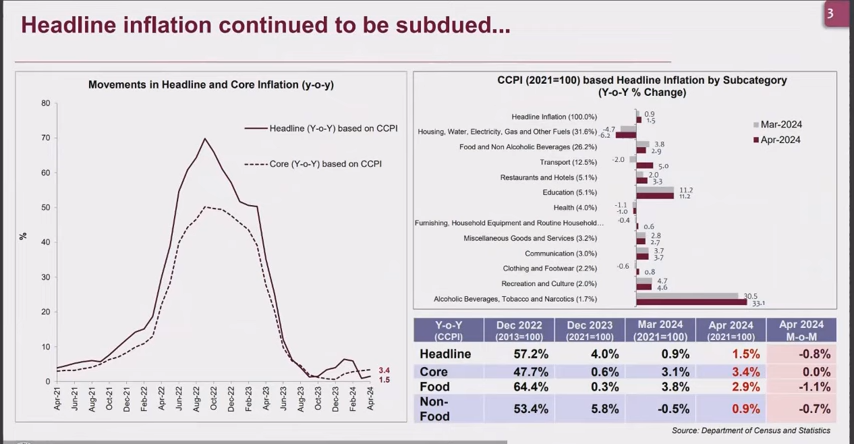 Headline inflation continued to be subdued...
3
Movements in Headline and Core Inflation (y-o-y)
80
70
60
50
40
30
20
10
0
%
Headline (Y-o-Y) based on CCPI
Core (Y-o-Y) based on CCPI
3.4
1.5
Apr-21
Jun-21
Aug-21
Oct-21
Dec-21
Feb-22
Apr-22
Jun-22
Aug-22
Oct-22
Dec-22
Feb-23
Apr-23
Jun-23
Aug-23
Oct-23
Dec-23
Feb-24
Apr-24
CCPI (2021=100) based Headline Inflation by Subcategory
(Y-o-Y % Change)
Mar-2024
Apr-2024
Headline Inflation (100.0%) 0.9 1.5
Housing, Water, Electricity, Gas and Other Fuels (31.6%) -4.7 -6.2
Food and Non Alcoholic Beverages (26.2%) 3.8 2.9
Transport (12.5%) -2.0 5.0
Restaurants and Hotels (5.1%) 2.0 3.3
Education (5.1%) 11.2 11.2
Health (4.0%) -1.1 -1.0
Furnishing, Household Equipment and Routine Household... -0.4 0.6
Miscellaneous Goods and Services (3.2%) 2.8 2.7
Communication (3.0%) 3.7 3.7
Clothing and Footwear (2.2%) -0.6 0.8
Recreation and Culture (2.0%) 4.7 4.6
Alcoholic Beverages, Tobacco and Narcotics (1.7%) 30.5 33.1
Y-o-Y Dec 2022 Dec 2023 Mar 2024 Apr 2024 Apr 2024
(CCPI) (2013=100) (2021=100) (2021=100) (2021=100) M-o-M
Headline 57.2% 4.0% 0.9% 1.5% -0.8%
Core 47.7% 0.6% 3.1% 3.4% 0.0%
Food 64.4% 0.3% 3.8% 2.9% -1.1%
Non-Food 53.4% 5.8% -0.5% 0.9% -0.7%
Source: Department of Census and Statistics